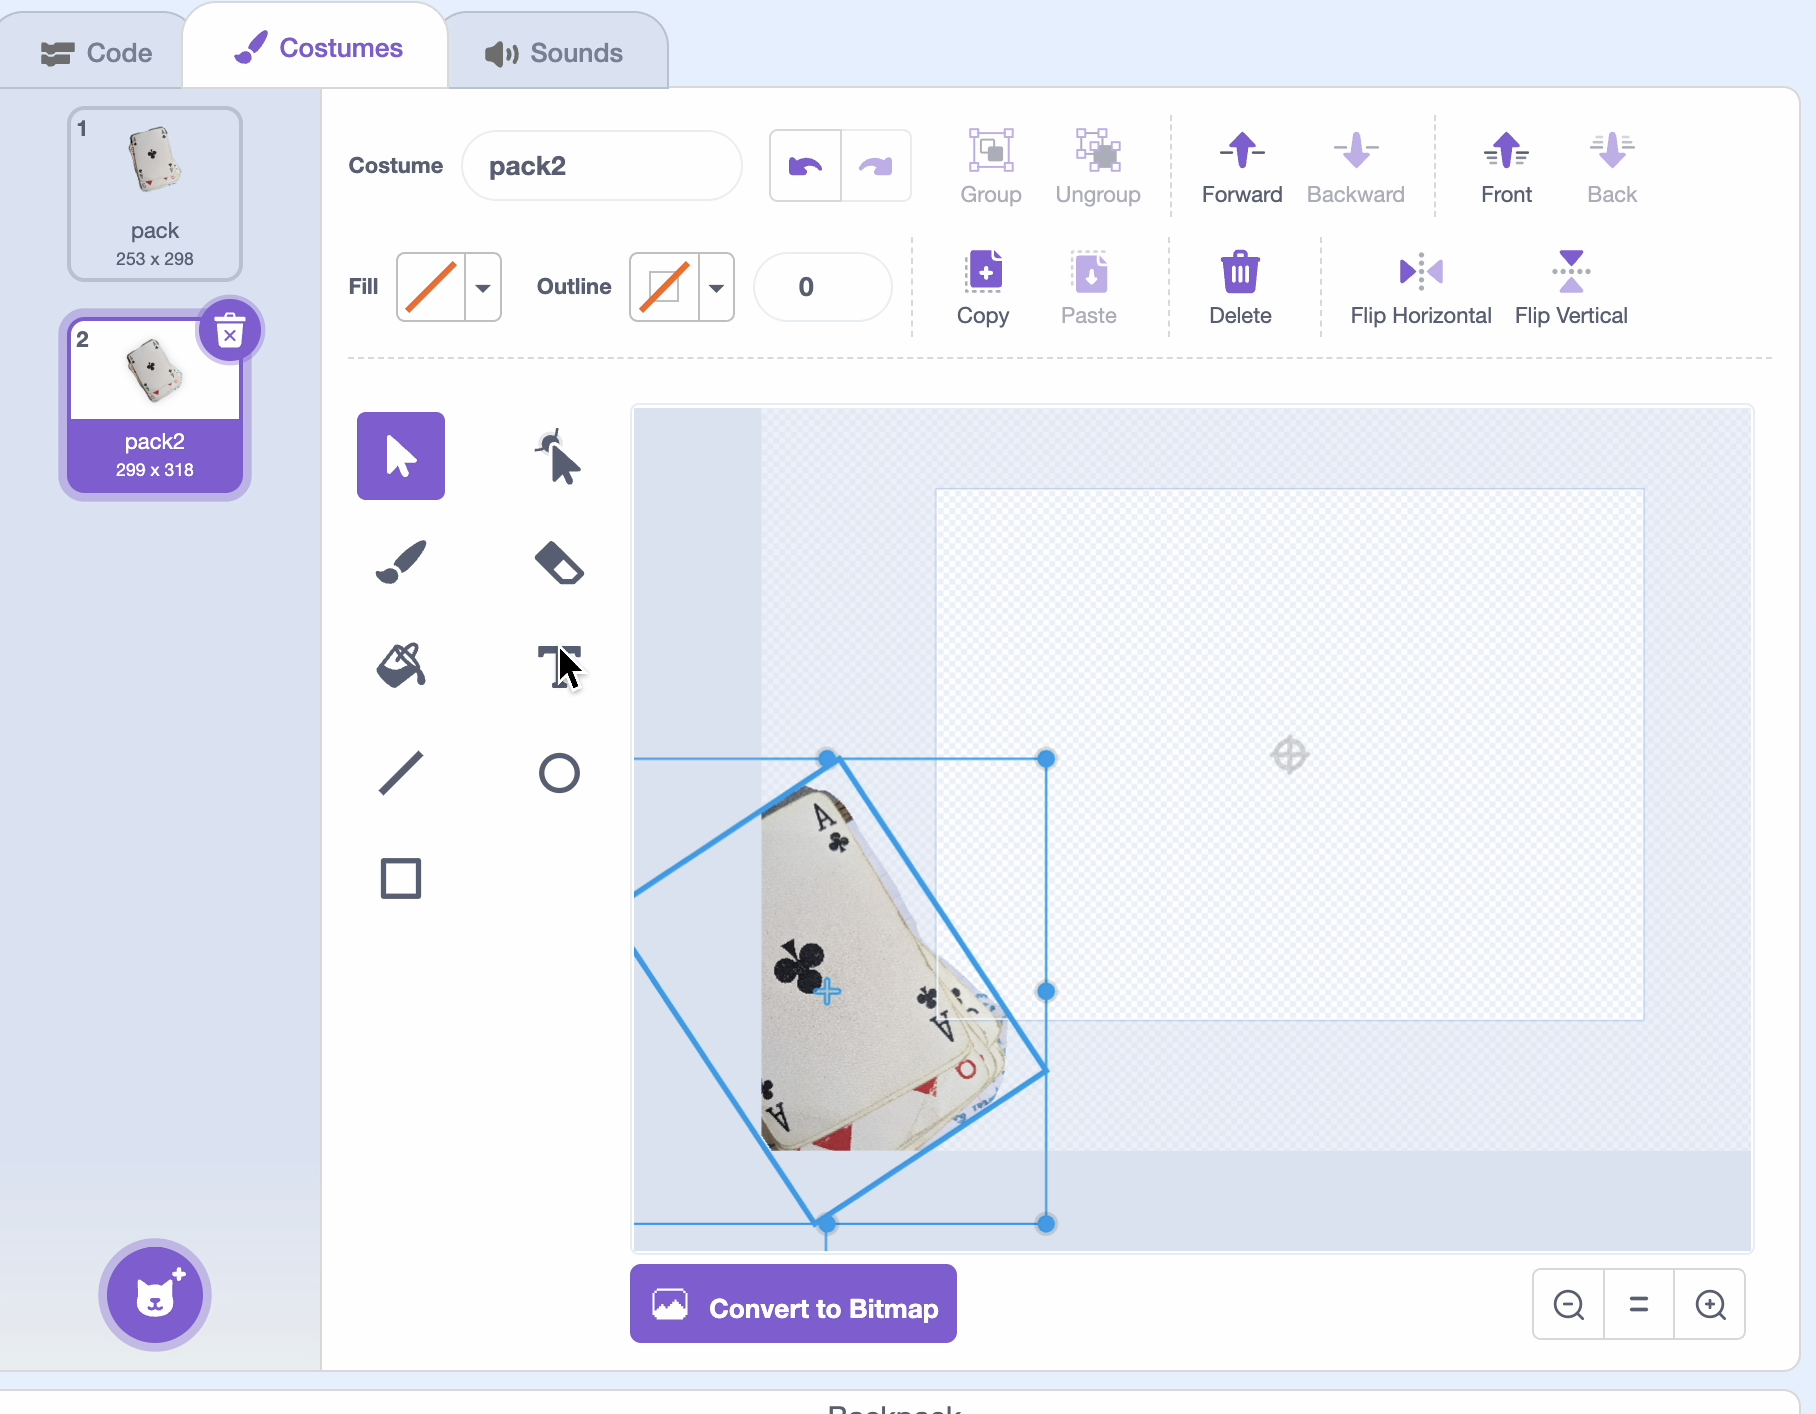 Code
Costumes
Sounds
1
pack
253 x 298
2
pack2
299 x 318
Costume
pack2
Group
Ungroup
Forward
Backward
Front
Back
Fill
Outline
0
Copy
Paste
Delete
Flip Horizontal
Flip Vertical
A
A
A
Convert to Bitmap
Backpack